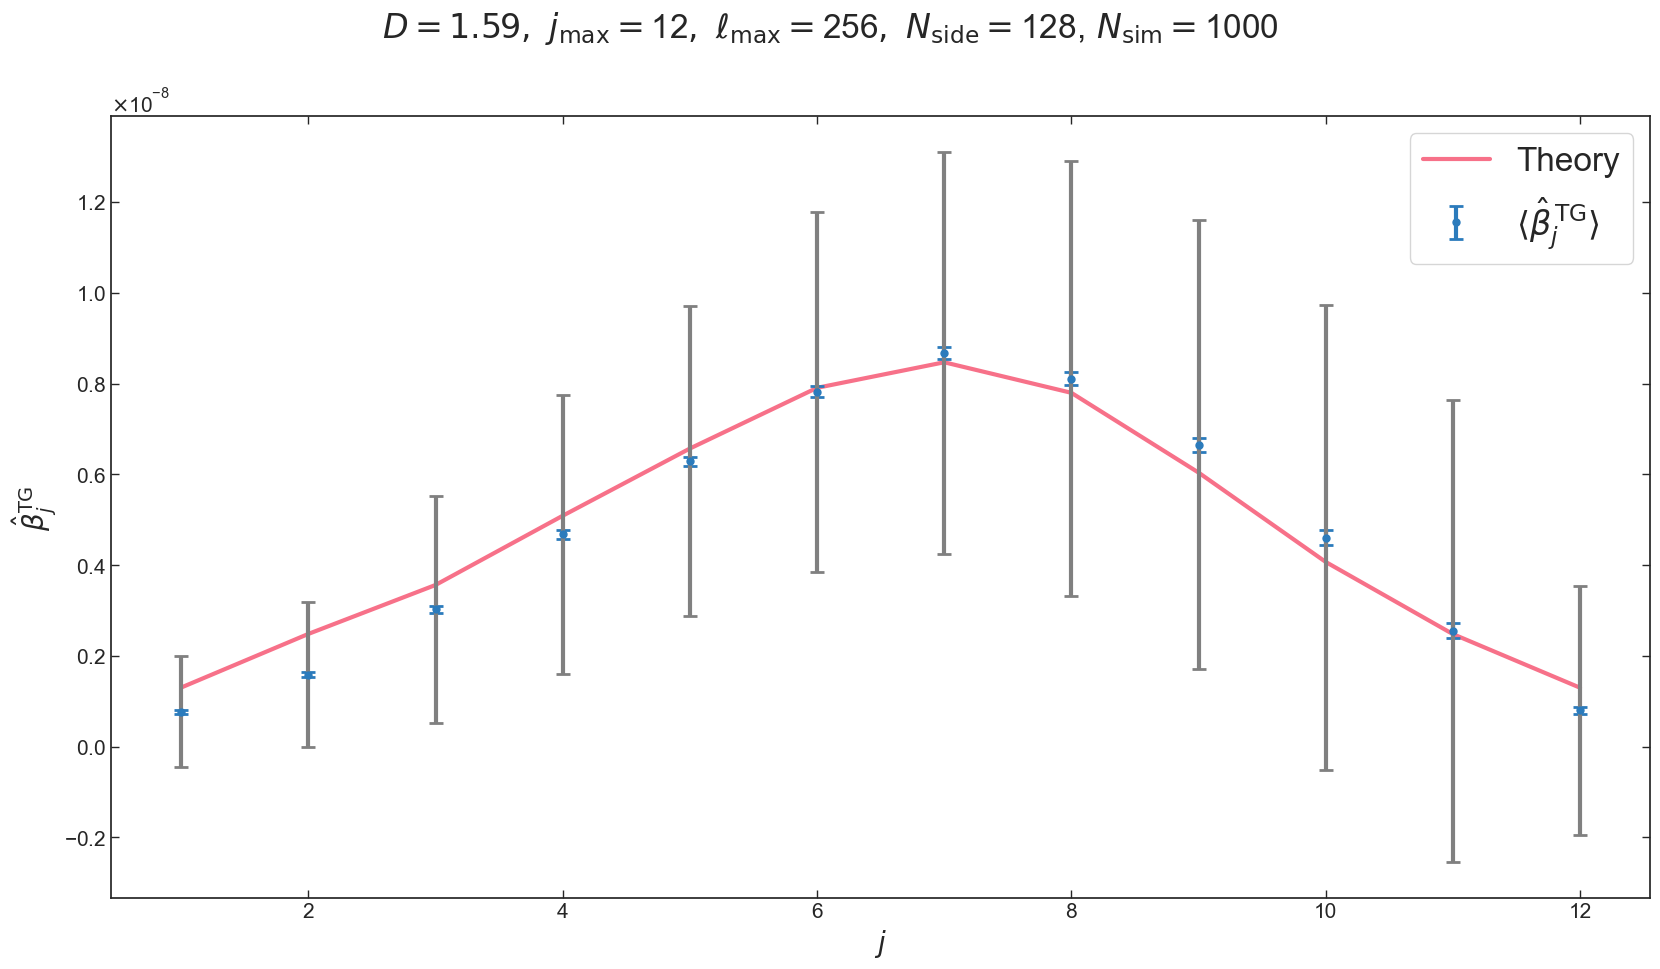 D = 1.59, j_max = 12, ℓ_max = 256, N_side = 128, N_sim = 1000
×10⁻⁸
Theory
⟨β̂_j^TG⟩
1.2
1.0
0.8
0.6
0.4
0.2
0.0
−0.2
β̂_j^TG
2 4 6 8 10 12
j